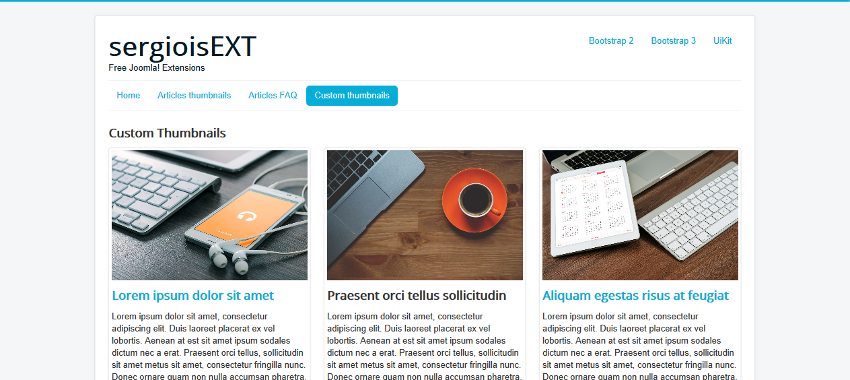 sergioisEXT
Free Joomla! Extensions
Bootstrap 2 Bootstrap 3 UiKit
Home Articles thumbnails Articles FAQ Custom thumbnails
Custom Thumbnails
Lorem ipsum dolor sit amet
Lorem ipsum dolor sit amet, consectetur
adipiscing elit. Duis laoreet placerat ex vel
lobortis. Aenean at est sit amet ipsum sodales
dictum nec a erat. Praesent orci tellus, sollicitudin
sit amet metus sit amet, consectetur fringilla nunc.
Donec ornare quam non nulla accumsan pharetra.
Praesent orci tellus sollicitudin
Lorem ipsum dolor sit amet, consectetur
adipiscing elit. Duis laoreet placerat ex vel
lobortis. Aenean at est sit amet ipsum sodales
dictum nec a erat. Praesent orci tellus, sollicitudin
sit amet metus sit amet, consectetur fringilla nunc.
Donec ornare quam non nulla accumsan pharetra.
Aliquam egestas risus at feugiat
Lorem ipsum dolor sit amet, consectetur
adipiscing elit. Duis laoreet placerat ex vel
lobortis. Aenean at est sit amet ipsum sodales
dictum nec a erat. Praesent orci tellus, sollicitudin
sit amet metus sit amet, consectetur fringilla nunc.
Donec ornare quam non nulla accumsan pharetra.